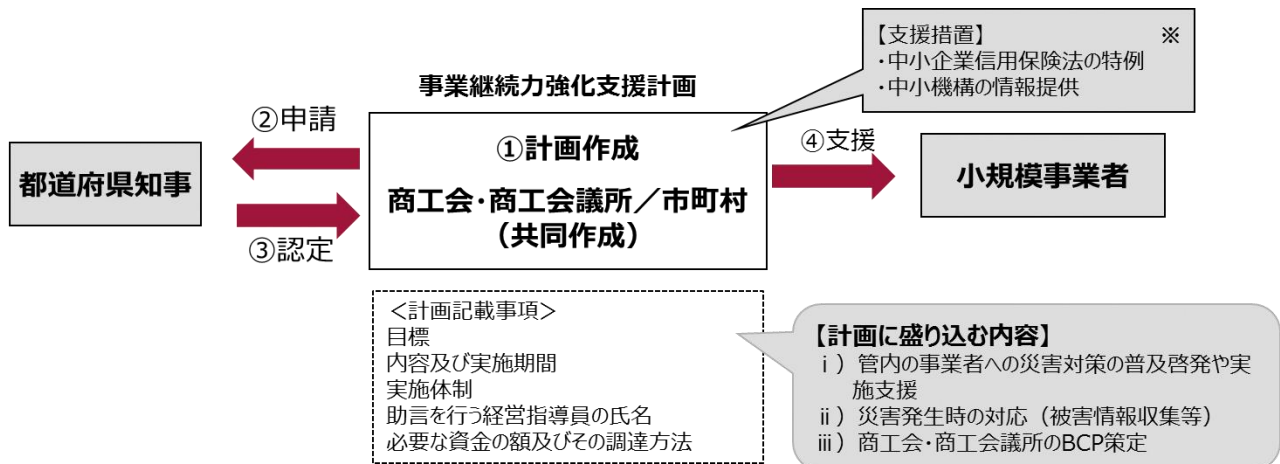 【支援措置】 ※
・中小企業信用保険法の特例
・中小機構の情報提供
事業継続力強化支援計画
②申請
①計画作成
④支援
都道府県知事
商工会・商工会議所／市町村
（共同作成）
小規模事業者
③認定
＜計画記載事項＞
目標
内容及び実施期間
実施体制
助言を行う経営指導員の氏名
必要な資金の額及びその調達方法
【計画に盛り込む内容】
ⅰ）管内の事業者への災害対策の普及啓発や実
施支援
ⅱ）災害発生時の対応（被害情報収集等）
ⅲ）商工会・商工会議所のBCP策定